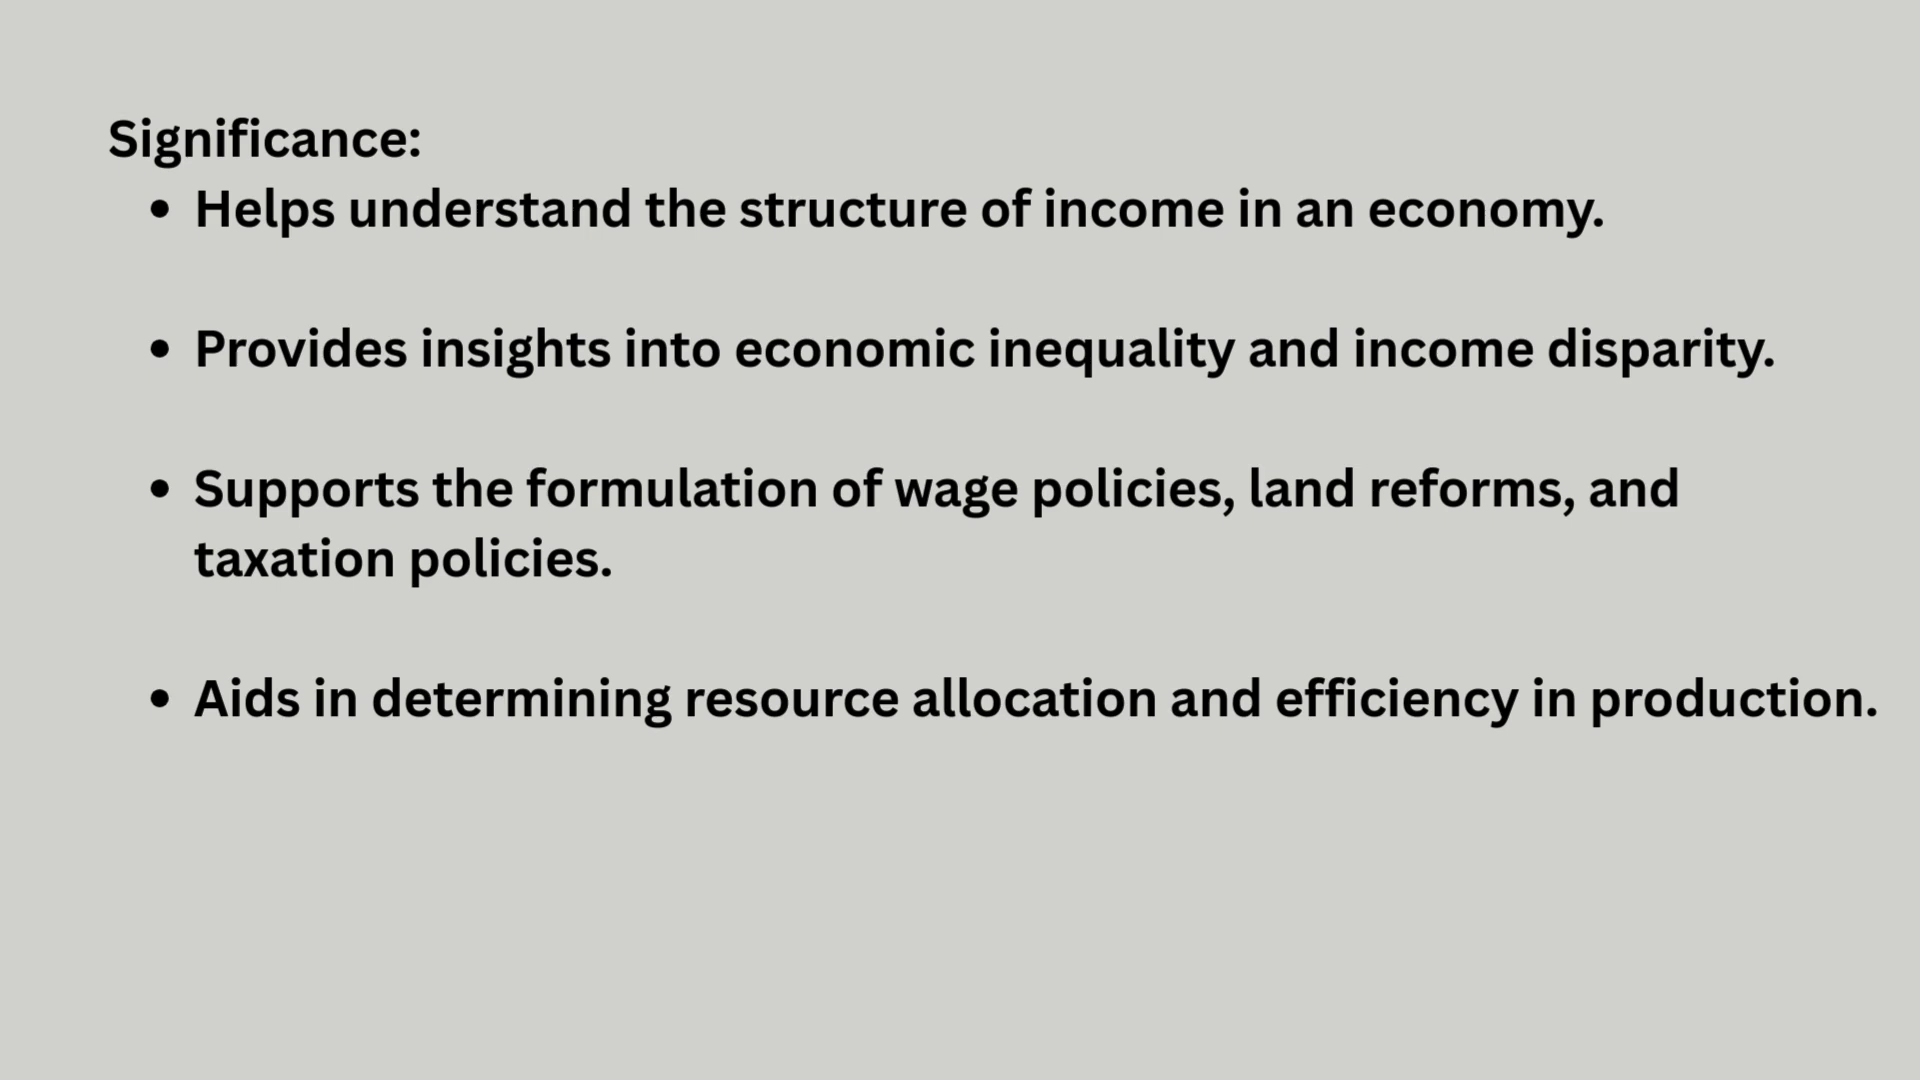 Significance:
• Helps understand the structure of income in an economy.
• Provides insights into economic inequality and income disparity.
• Supports the formulation of wage policies, land reforms, and
taxation policies.
• Aids in determining resource allocation and efficiency in production.